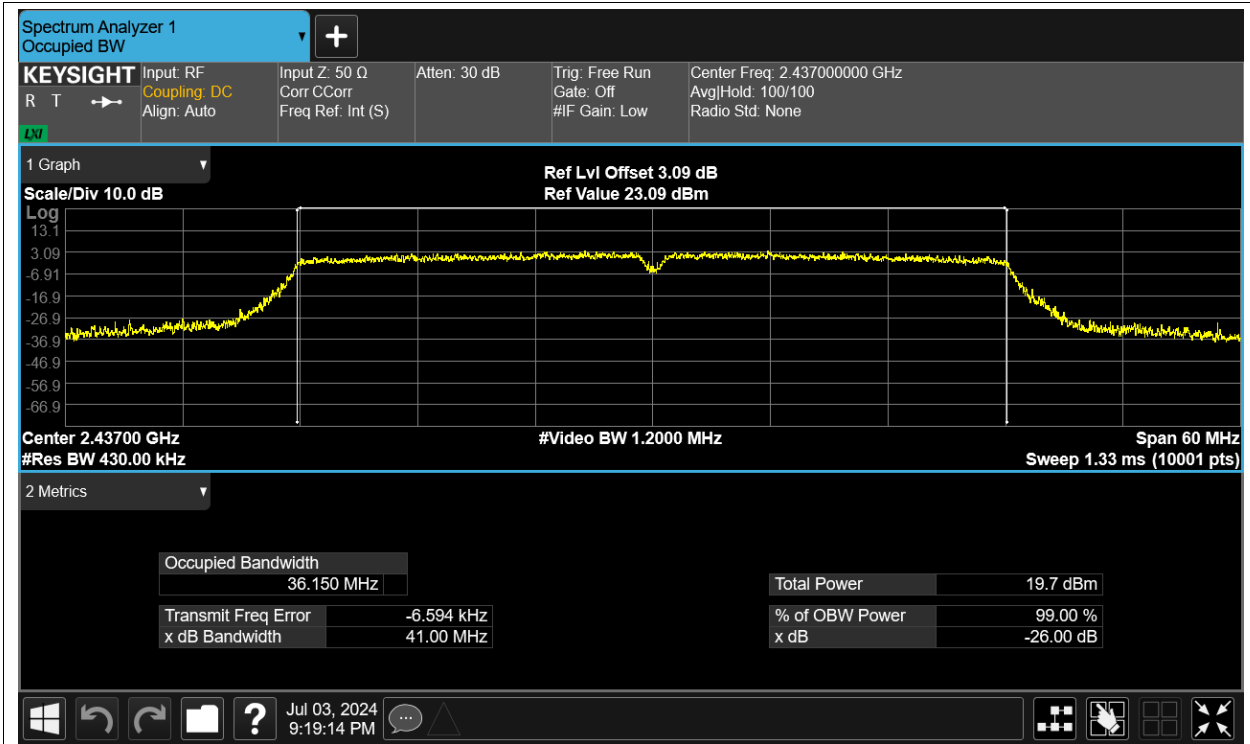 Spectrum Analyzer 1
Occupied BW
KEYSIGHT
R T
LXI
Input: RF
Coupling: DC
Align: Auto
Input Z: 50 Ω
Corr CCorr
Freq Ref: Int (S)
Atten: 30 dB
Trig: Free Run
Gate: Off
#IF Gain: Low
Center Freq: 2.437000000 GHz
Avg|Hold: 100/100
Radio Std: None
1 Graph
Scale/Div 10.0 dB
Ref Lvl Offset 3.09 dB
Ref Value 23.09 dBm
Log
13.1
3.09
-6.91
-16.9
-26.9
-36.9
-46.9
-56.9
-66.9
Center 2.43700 GHz
#Res BW 430.00 kHz
#Video BW 1.2000 MHz
Span 60 MHz
Sweep 1.33 ms (10001 pts)
2 Metrics
Occupied Bandwidth
36.150 MHz
Transmit Freq Error -6.594 kHz
x dB Bandwidth 41.00 MHz
Total Power 19.7 dBm
% of OBW Power 99.00 %
x dB -26.00 dB
?
Jul 03, 2024
9:19:14 PM